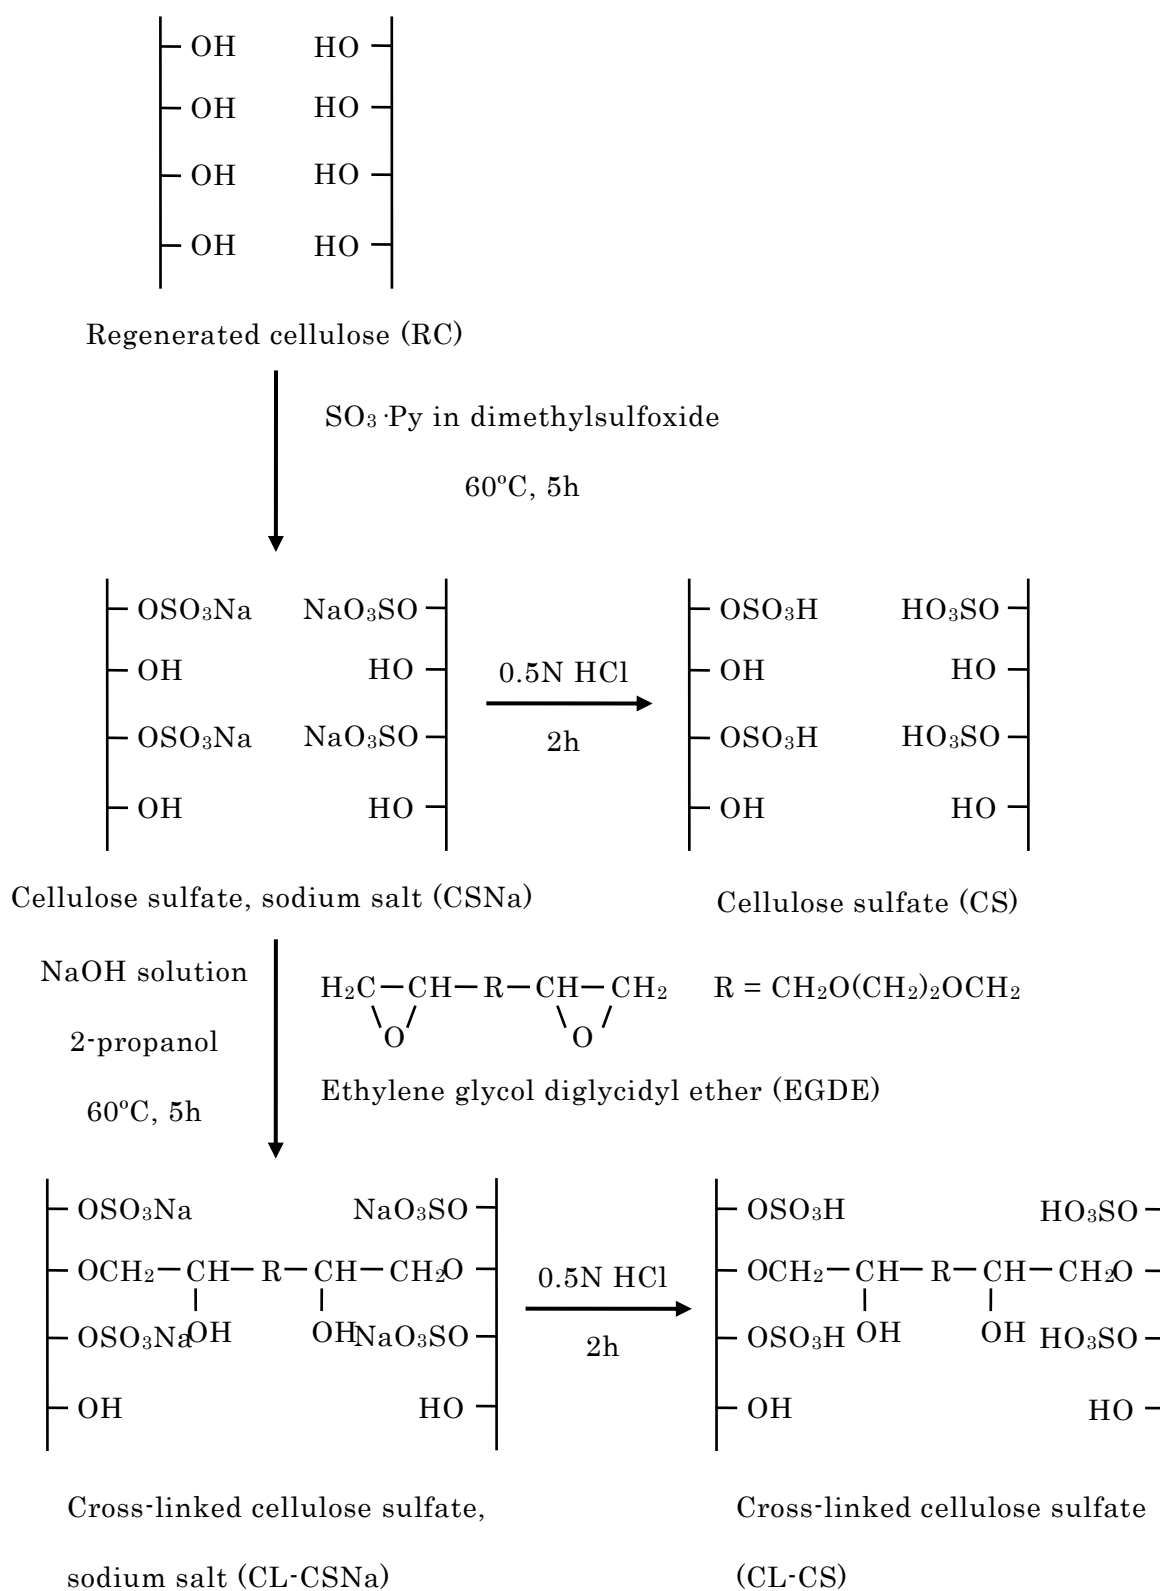 OH HO
OH HO
OH HO
OH HO
Regenerated cellulose (RC)
SO₃·Py in dimethylsulfoxide
60ºC, 5h
OSO₃Na NaO₃SO OSO₃H HO₃SO
OH HO OH HO
0.5N HCl
OSO₃Na NaO₃SO OSO₃H HO₃SO
2h
OH HO OH HO
Cellulose sulfate, sodium salt (CSNa) Cellulose sulfate (CS)
NaOH solution
H₂C CH R CH CH₂ R = CH₂O(CH₂)₂OCH₂
O O
2-propanol
Ethylene glycol diglycidyl ether (EGDE)
60ºC, 5h
OSO₃Na NaO₃SO OSO₃H HO₃SO
OCH₂ CH R CH CH₂O OCH₂ CH R CH CH₂O
0.5N HCl
OSO₃Na OH OH NaO₃SO OSO₃H OH OH HO₃SO
2h
OH HO OH HO
Cross-linked cellulose sulfate, Cross-linked cellulose sulfate
sodium salt (CL-CSNa) (CL-CS)